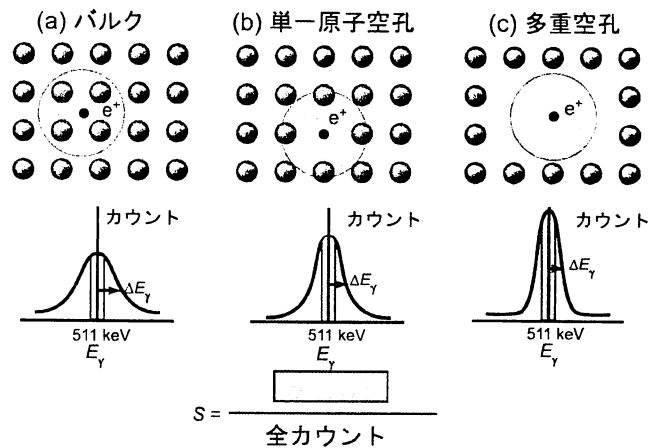 (a) バルク
(b) 単一原子空孔
(c) 多重空孔
e+
e+
e+
カウント
カウント
カウント
ΔEγ
ΔEγ
ΔEγ
511 keV
511 keV
511 keV
Eγ
Eγ
Eγ
S =
全カウント